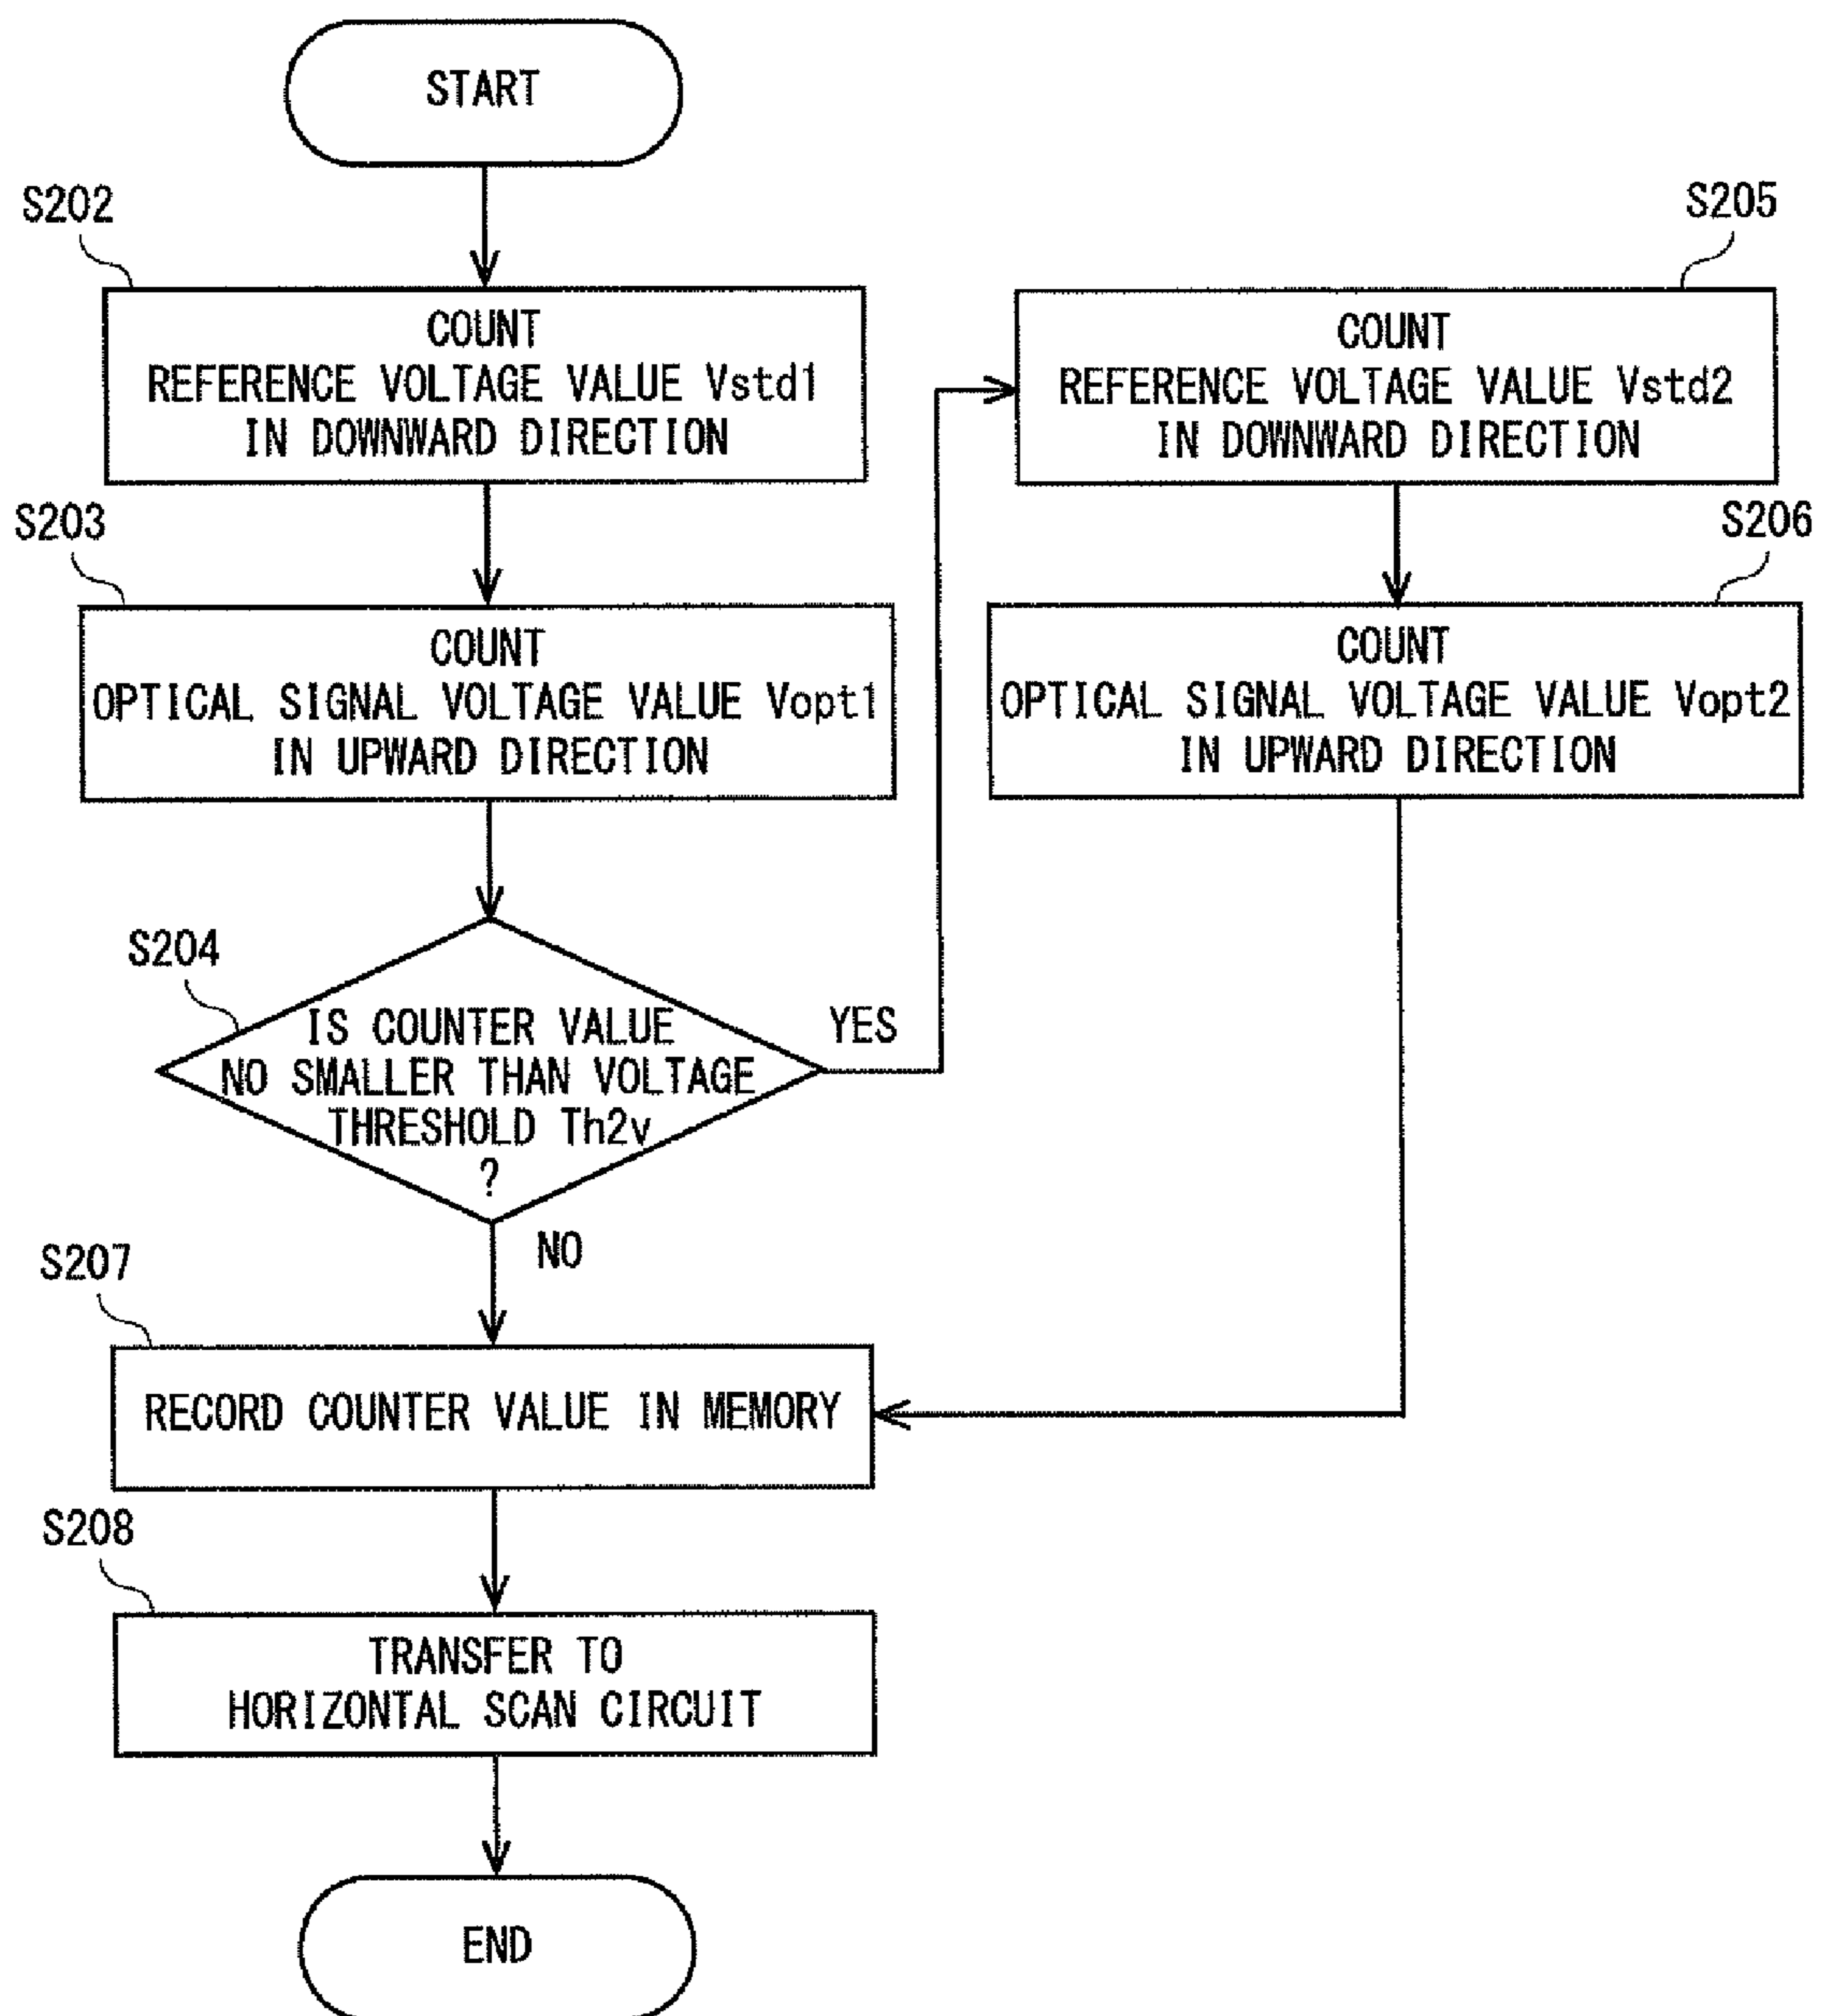 START
S202
COUNT
REFERENCE VOLTAGE VALUE Vstd1
IN DOWNWARD DIRECTION
S203
COUNT
OPTICAL SIGNAL VOLTAGE VALUE Vopt1
IN UPWARD DIRECTION
S204
IS COUNTER VALUE
NO SMALLER THAN VOLTAGE
THRESHOLD Th2v
?
YES
NO
S205
COUNT
REFERENCE VOLTAGE VALUE Vstd2
IN DOWNWARD DIRECTION
S206
COUNT
OPTICAL SIGNAL VOLTAGE VALUE Vopt2
IN UPWARD DIRECTION
S207
RECORD COUNTER VALUE IN MEMORY
S208
TRANSFER TO
HORIZONTAL SCAN CIRCUIT
END